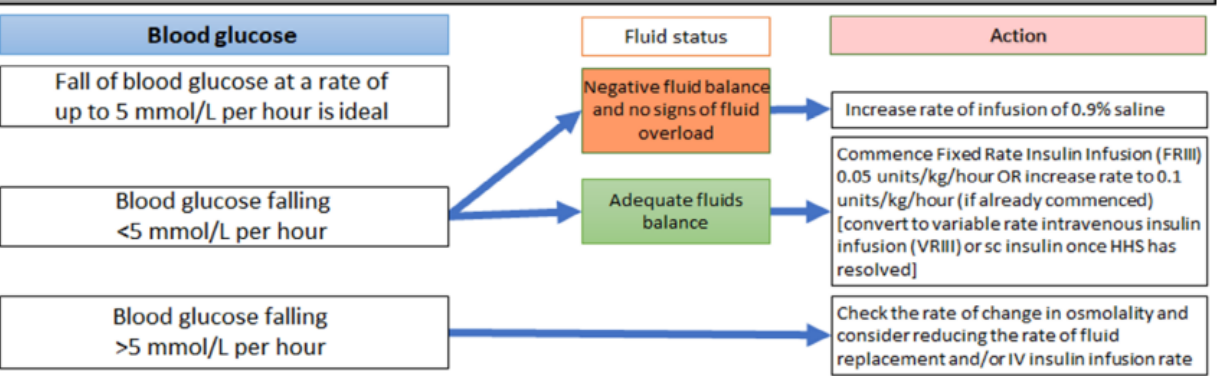 Blood glucose
Fluid status
Action
Fall of blood glucose at a rate of
up to 5 mmol/L per hour is ideal
Negative fluid balance
and no signs of fluid
overload
Increase rate of infusion of 0.9% saline
Blood glucose falling
<5 mmol/L per hour
Adequate fluids
balance
Commence Fixed Rate Insulin Infusion (FRIII)
0.05 units/kg/hour OR increase rate to 0.1
units/kg/hour (if already commenced)
[convert to variable rate intravenous insulin
infusion (VRIII) or sc insulin once HHS has
resolved]
Blood glucose falling
>5 mmol/L per hour
Check the rate of change in osmolality and
consider reducing the rate of fluid
replacement and/or IV insulin infusion rate